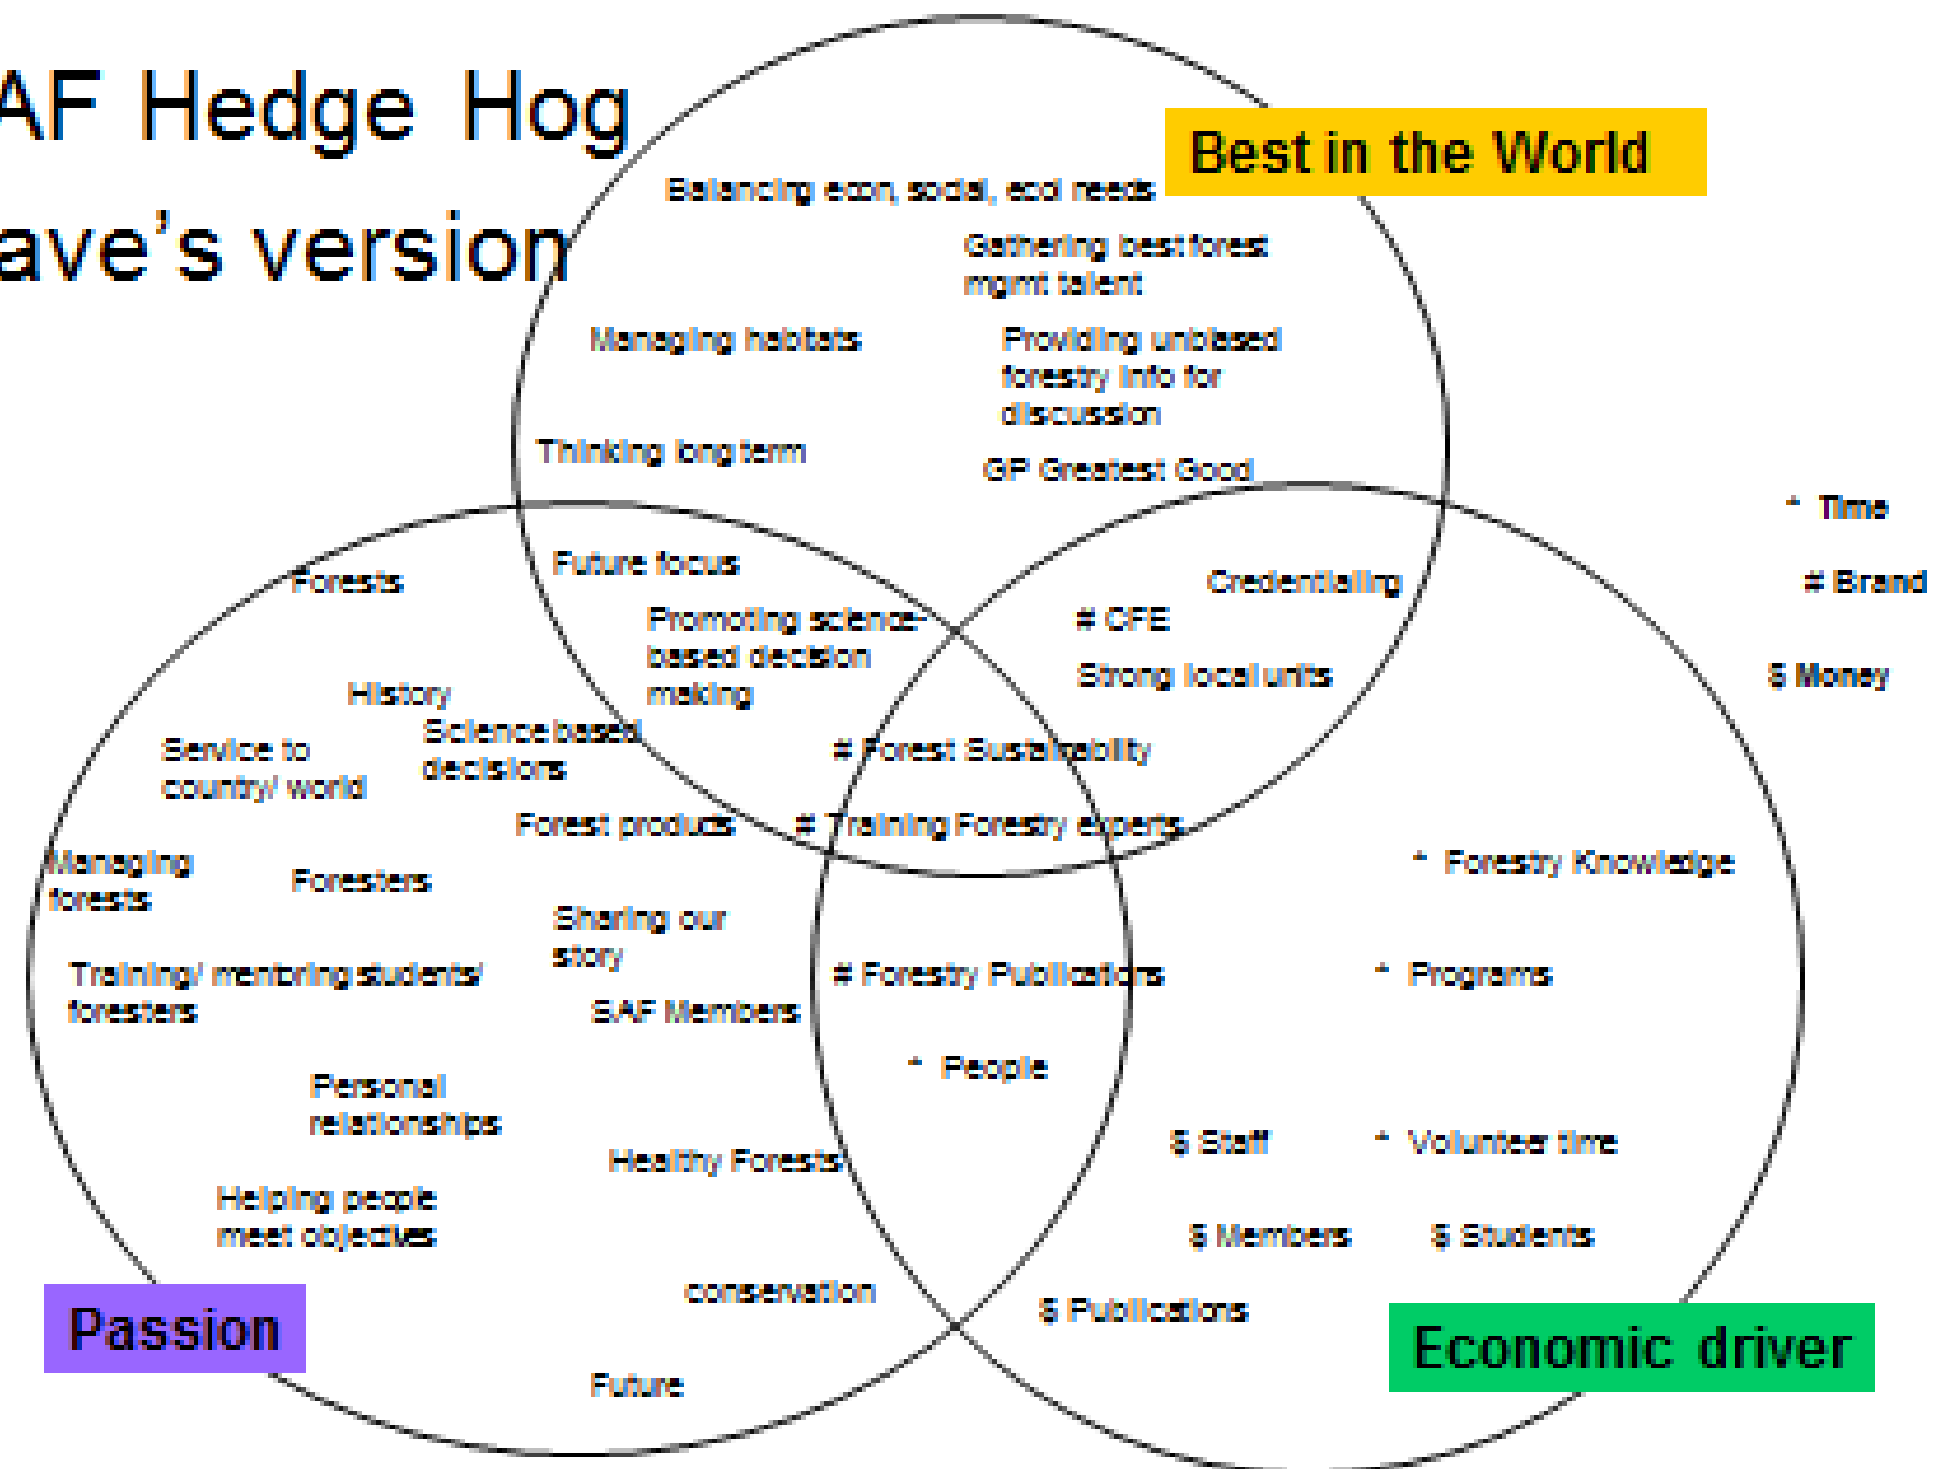 AF Hedge Hog
ave's version
Best in the World
Balancing econ, social, ecol needs
Gathering best forest
mgmt talent
Managing habitats
Providing unbiased
forestry info for
discussion
Thinking long term
GP Greatest Good
* Time
# Brand
$ Money
Forests
Future focus
Credentialing
Promoting science-
based decision
making
# CFE
Strong local units
History
Science based
decisions
Service to
country/ world
# Forest Sustainability
Forest products
# Training Forestry experts
Managing
forests
Foresters
* Forestry Knowledge
Sharing our
story
Training/ mentoring students/
foresters
# Forestry Publications
* Programs
SAF Members
* People
Personal
relationships
Healthy Forests
$ Staff
* Volunteer time
Helping people
meet objectives
$ Members
$ Students
conservation
$ Publications
Passion
Economic driver
Future